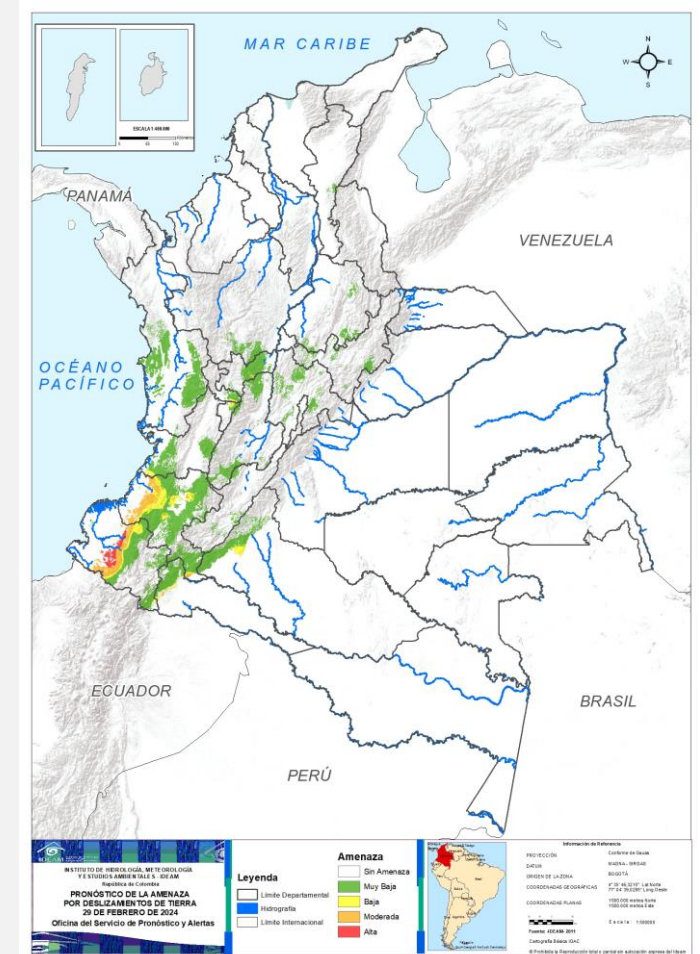 MAR CARIBE
N
W
E
S
PANAMÁ
VENEZUELA
OCÉANO
PACÍFICO
ECUADOR
BRASIL
PERÚ
INSTITUTO DE HIDROLOGÍA, METEOROLOGÍA
Y ESTUDIOS AMBIENTALES - IDEAM
República de Colombia
PRONÓSTICO DE LA AMENAZA
POR DESLIZAMIENTOS DE TIERRA
29 DE FEBRERO DE 2024
Oficina del Servicio de Pronóstico y Alertas
Leyenda
Límite Departamental
Hidrografía
Límite Internacional
Amenaza
Sin Amenaza
Muy Baja
Baja
Moderada
Alta
Información de Referencia
PROYECCIÓN
DATUM
ORIGEN DE LA ZONA
BOGOTÁ
COORDENADAS GEOGRÁFICAS
COORDENADAS PLANAS
Cartografía Básica IGAC